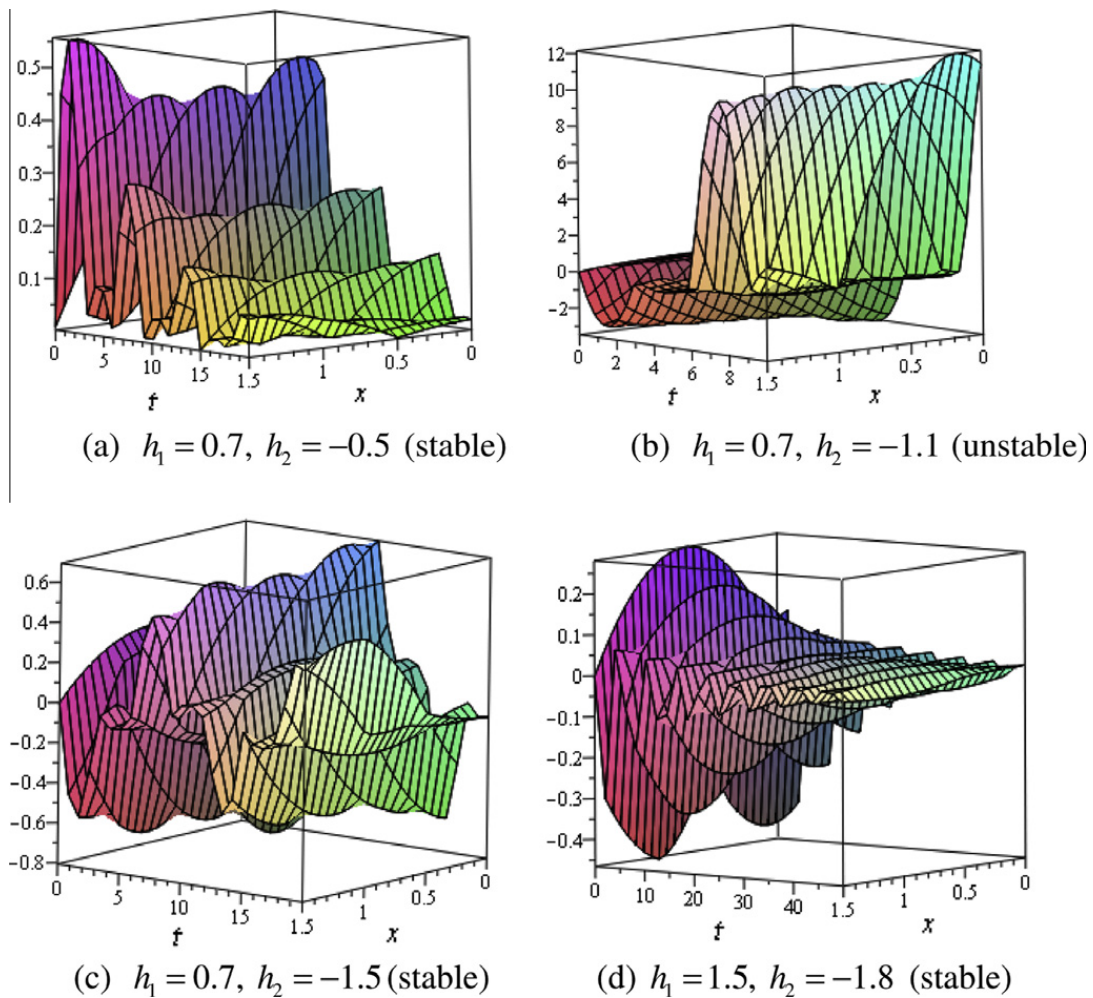 0.5
0.4
0.3
0.2
0.1
0 5 10 15 1.5 1 0.5 0
t x
12
10
8
6
4
2
0
−2
0 2 4 6 8 1.5 1 0.5 0
t x
(a) h₁ = 0.7, h₂ = −0.5 (stable)
(b) h₁ = 0.7, h₂ = −1.1 (unstable)
0.6
0.4
0.2
0
−0.2
−0.4
−0.6
−0.8
0 5 10 15 1.5 1 0.5 0
t x
0.2
0.1
0
−0.1
−0.2
−0.3
−0.4
0 10 20 30 40 1.5 1 0.5 0
t x
(c) h₁ = 0.7, h₂ = −1.5 (stable)
(d) h₁ = 1.5, h₂ = −1.8 (stable)